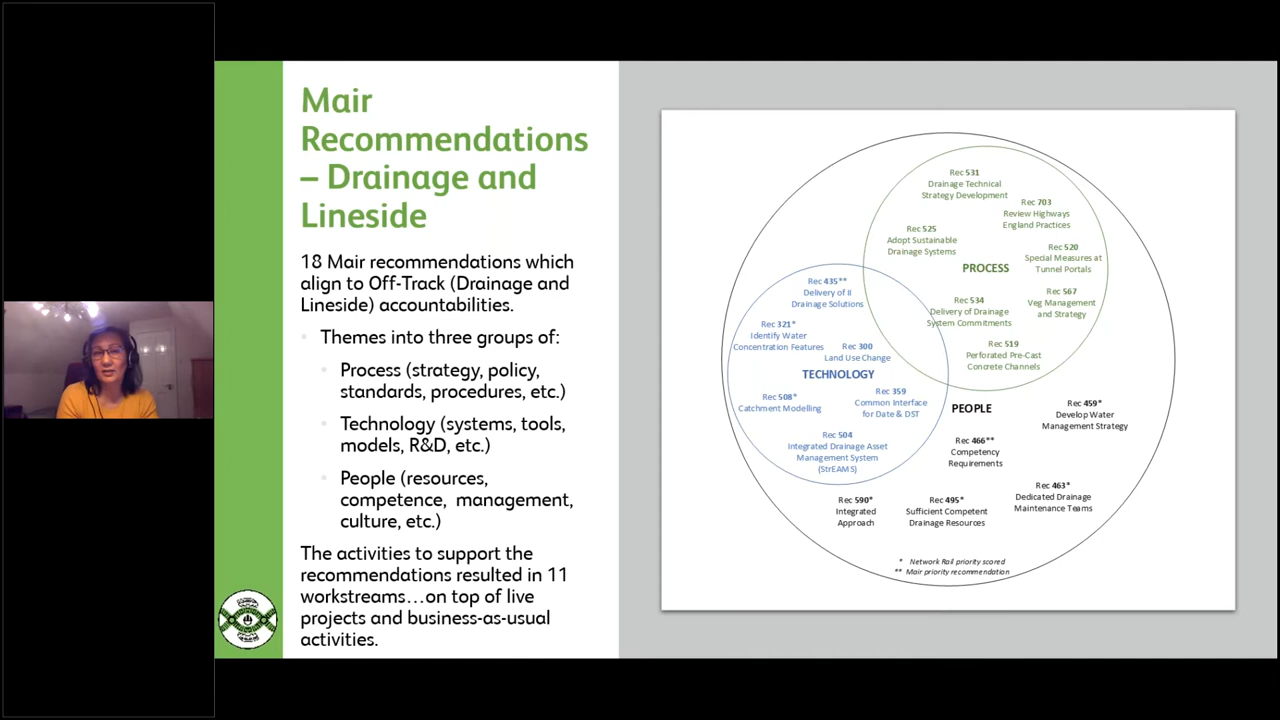 Mair
Recommendations
– Drainage and
Lineside
18 Mair recommendations which
align to Off-Track (Drainage and
Lineside) accountabilities.
Themes into three groups of:
Process (strategy, policy,
standards, procedures, etc.)
Technology (systems, tools,
models, R&D, etc.)
People (resources,
competence, management,
culture, etc.)
The activities to support the
recommendations resulted in 11
workstreams...on top of live
projects and business-as-usual
activities.
Rec 531
Drainage Technical
Strategy Development
Rec 703
Review Highways
England Practices
Rec 525
Adopt Sustainable
Drainage Systems
Rec 520
Special Measures at
Tunnel Portals
PROCESS
Rec 567
Veg Management
and Strategy
Rec 534
Delivery of Drainage
System Commitments
Rec 519
Perforated Pre-Cast
Concrete Channels
Rec 435**
Delivery of II
Drainage Solutions
Rec 321*
Identify Water
Concentration Features
Rec 300
Land Use Change
TECHNOLOGY
Rec 508*
Catchment Modelling
Rec 359
Common Interface
for Date & DST
Rec 504
Integrated Drainage Asset
Management System
(StrEAMS)
PEOPLE
Rec 459*
Develop Water
Management Strategy
Rec 466**
Competency
Requirements
Rec 463*
Dedicated Drainage
Maintenance Teams
Rec 590*
Integrated
Approach
Rec 495*
Sufficient Competent
Drainage Resources
* Network Rail priority scored
** Mair priority recommendation